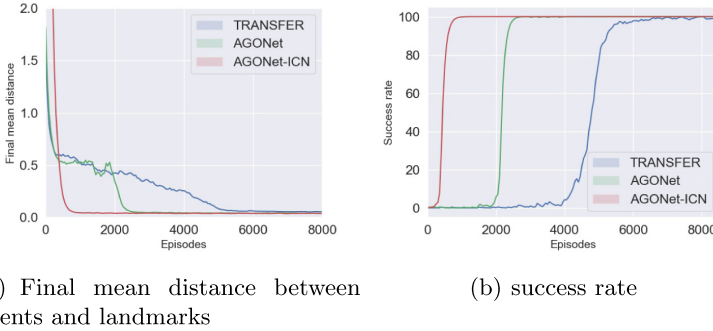 2.0
1.5
1.0
0.5
0.0
Final mean distance
TRANSFER
AGONet
AGONet-ICN
0 2000 4000 6000 8000
Episodes
100
80
60
40
20
0
Success rate
TRANSFER
AGONet
AGONet-ICN
0 2000 4000 6000 8000
Episodes
) Final mean distance between
ents and landmarks
(b) success rate